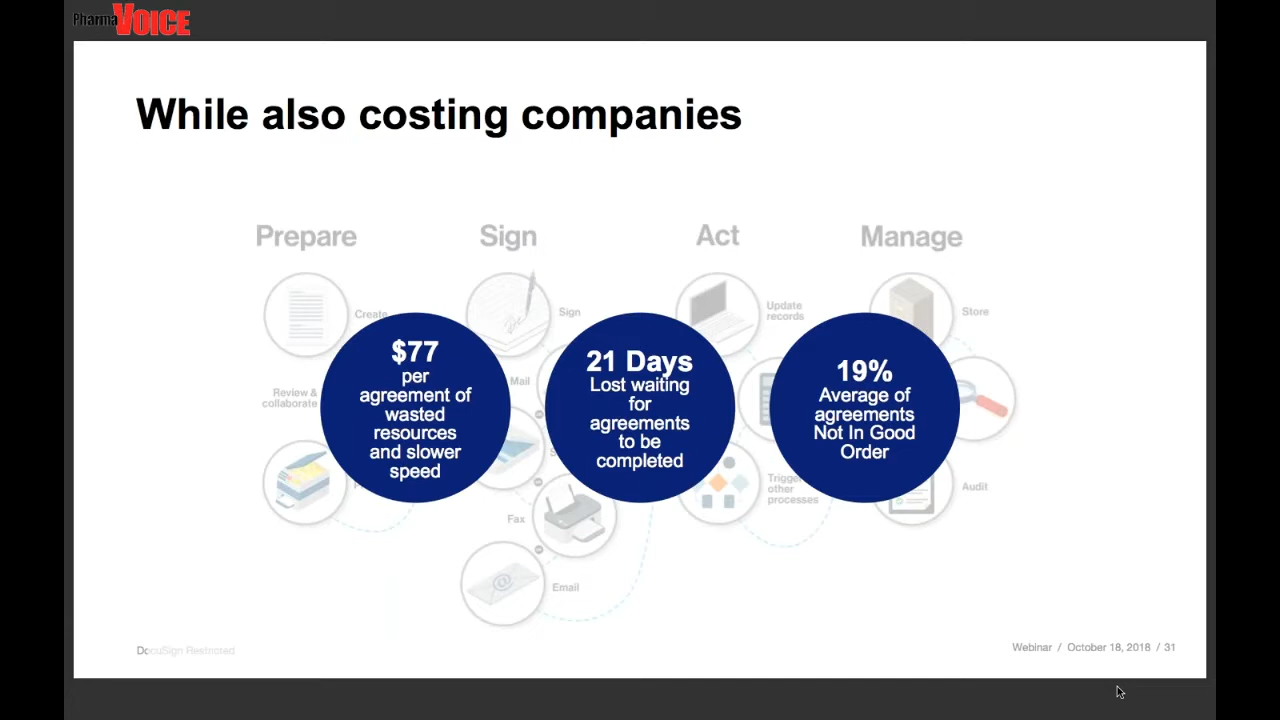 PharmaVOICE
While also costing companies
Prepare
Sign
Act
Manage
Create
Sign
Update
records
Store
$77
per
agreement of
wasted
resources
and slower
speed
21 Days
Lost waiting
for
agreements
to be
completed
19%
Average of
agreements
Not In Good
Order
Review &
collaborate
Mail
Fax
Email
Trigger
other
processes
Audit
DocuSign Restricted
Webinar / October 18, 2018 / 31